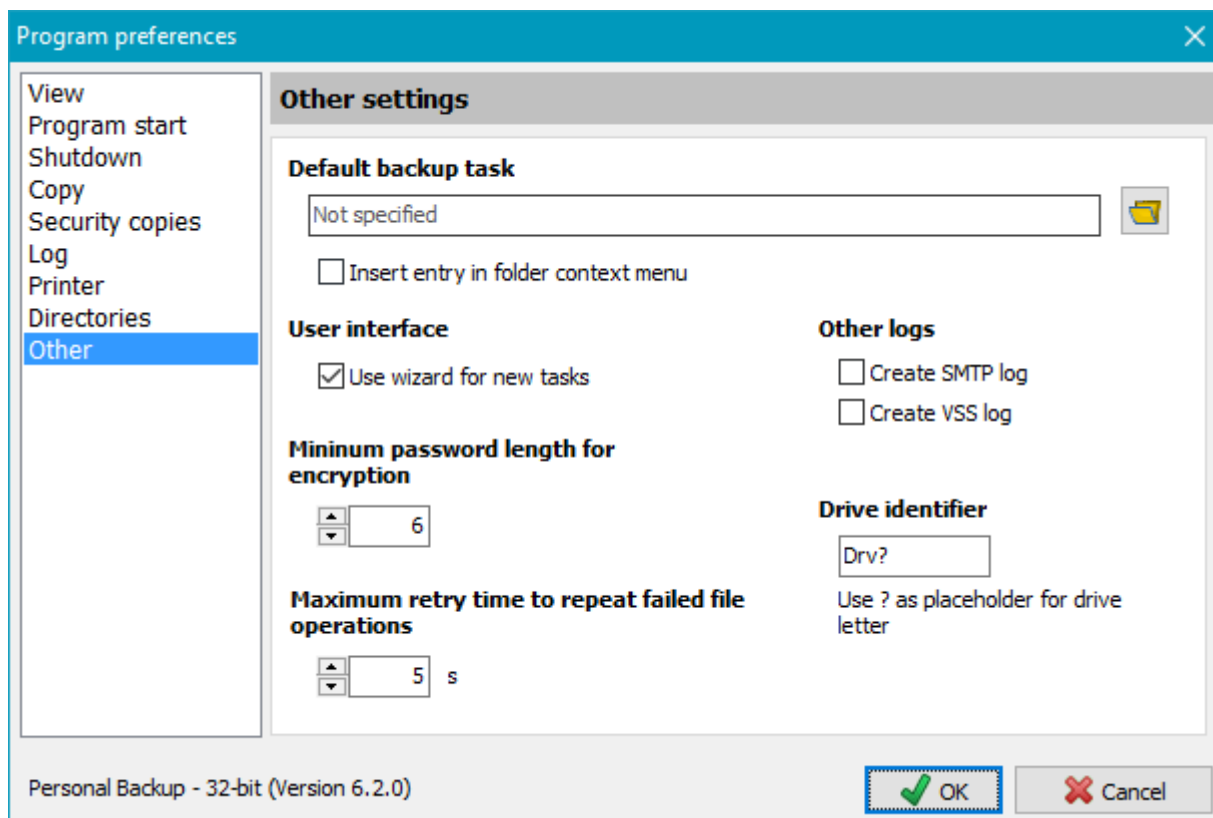 Program preferences
View
Program start
Shutdown
Copy
Security copies
Log
Printer
Directories
Other
Other settings
Default backup task
Not specified
Insert entry in folder context menu
User interface
Use wizard for new tasks
Other logs
Create SMTP log
Create VSS log
Mininum password length for
encryption
6
Drive identifier
Drv?
Use ? as placeholder for drive
letter
Maximum retry time to repeat failed file
operations
5 s
Personal Backup - 32-bit (Version 6.2.0)
OK
Cancel